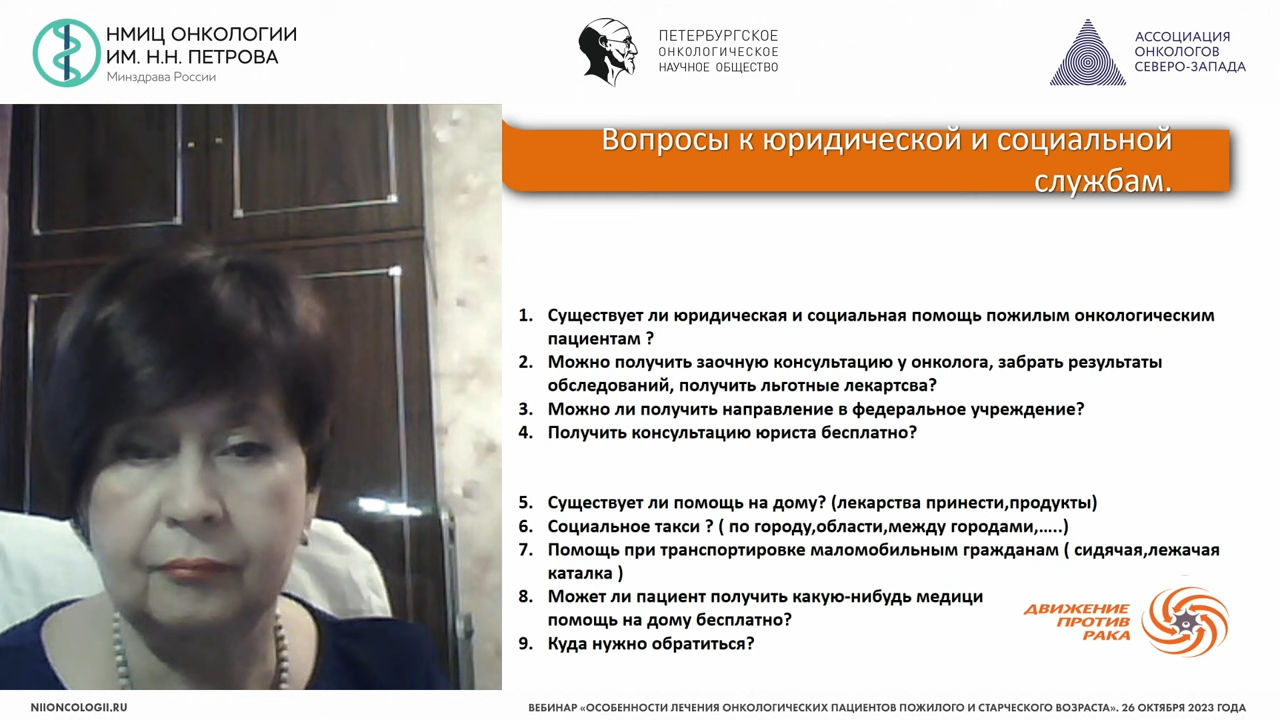 НМИЦ ОНКОЛОГИИ
ИМ. Н.Н. ПЕТРОВА
Минздрава России
ПЕТЕРБУРГСКОЕ
ОНКОЛОГИЧЕСКОЕ
НАУЧНОЕ ОБЩЕСТВО
АССОЦИАЦИЯ
ОНКОЛОГОВ
СЕВЕРО-ЗАПАДА
Вопросы к юридической и социальной
службам.
1. Существует ли юридическая и социальная помощь пожилым онкологическим
пациентам ?
2. Можно получить заочную консультацию у онколога, забрать результаты
обследований, получить льготные лекартсва?
3. Можно ли получить направление в федеральное учреждение?
4. Получить консультацию юриста бесплатно?
5. Существует ли помощь на дому? (лекарства принести,продукты)
6. Социальное такси ? ( по городу,области,между городами,…..)
7. Помощь при транспортировке маломобильным гражданам ( сидячая,лежачая
каталка )
8. Может ли пациент получить какую-нибудь медици
помощь на дому бесплатно?
9. Куда нужно обратиться?
ДВИЖЕНИЕ
ПРОТИВ
РАКА
NIIONCOLOGII.RU
ВЕБИНАР «ОСОБЕННОСТИ ЛЕЧЕНИЯ ОНКОЛОГИЧЕСКИХ ПАЦИЕНТОВ ПОЖИЛОГО И СТАРЧЕСКОГО ВОЗРАСТА». 26 ОКТЯБРЯ 2023 ГОДА